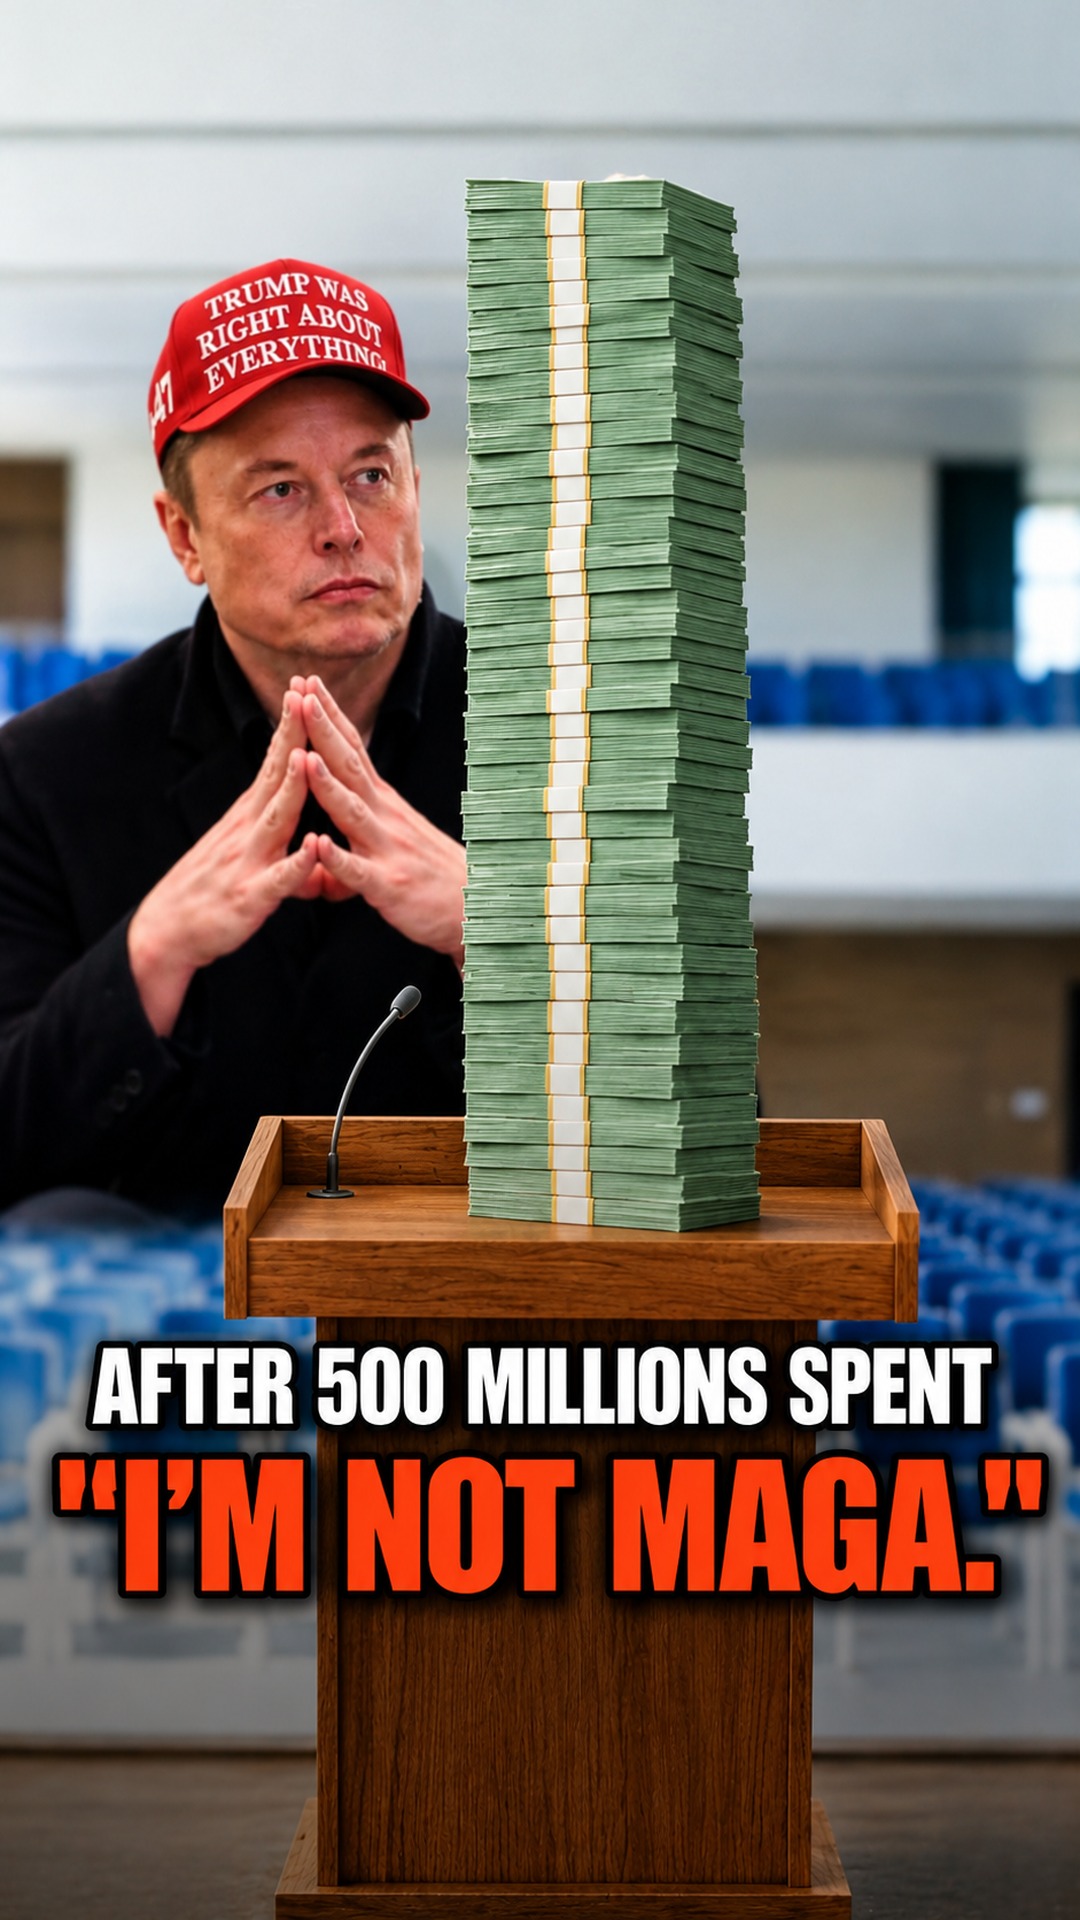 TRUMP WAS
RIGHT ABOUT
EVERYTHING!
-47
AFTER 500 MILLIONS SPENT
"I'M NOT MAGA."